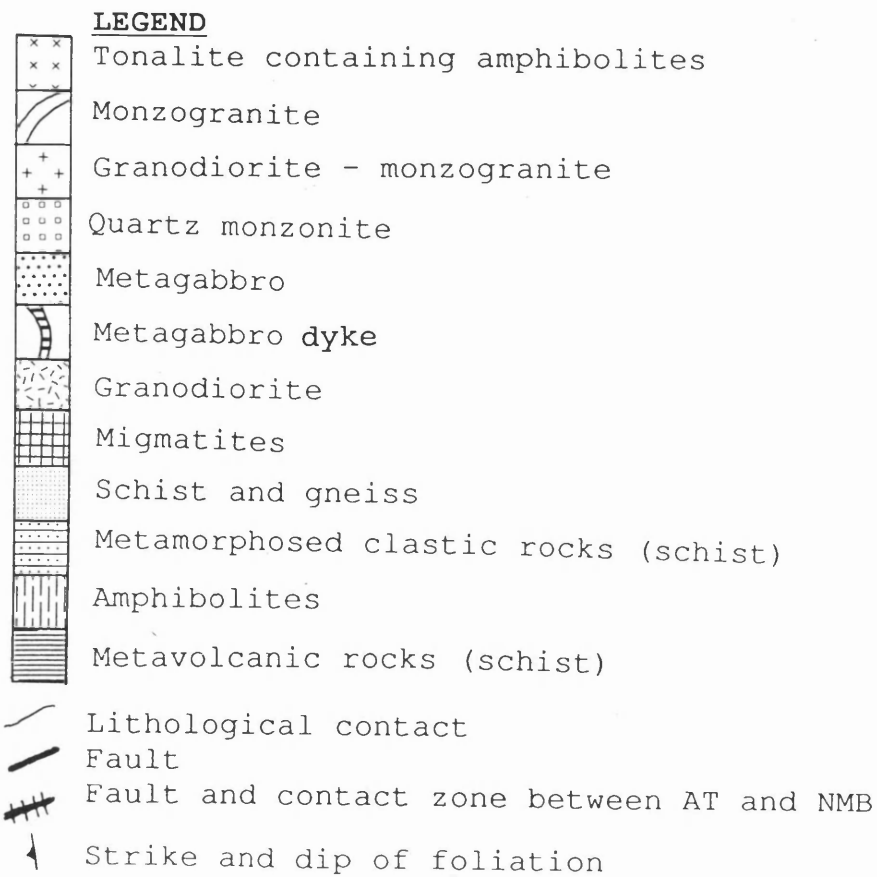 LEGEND
Tonalite containing amphibolites
Monzogranite
Granodiorite - monzogranite
Quartz monzonite
Metagabbro
Metagabbro dyke
Granodiorite
Migmatites
Schist and gneiss
Metamorphosed clastic rocks (schist)
Amphibolites
Metavolcanic rocks (schist)
Lithological contact
Fault
Fault and contact zone between AT and NMB
Strike and dip of foliation